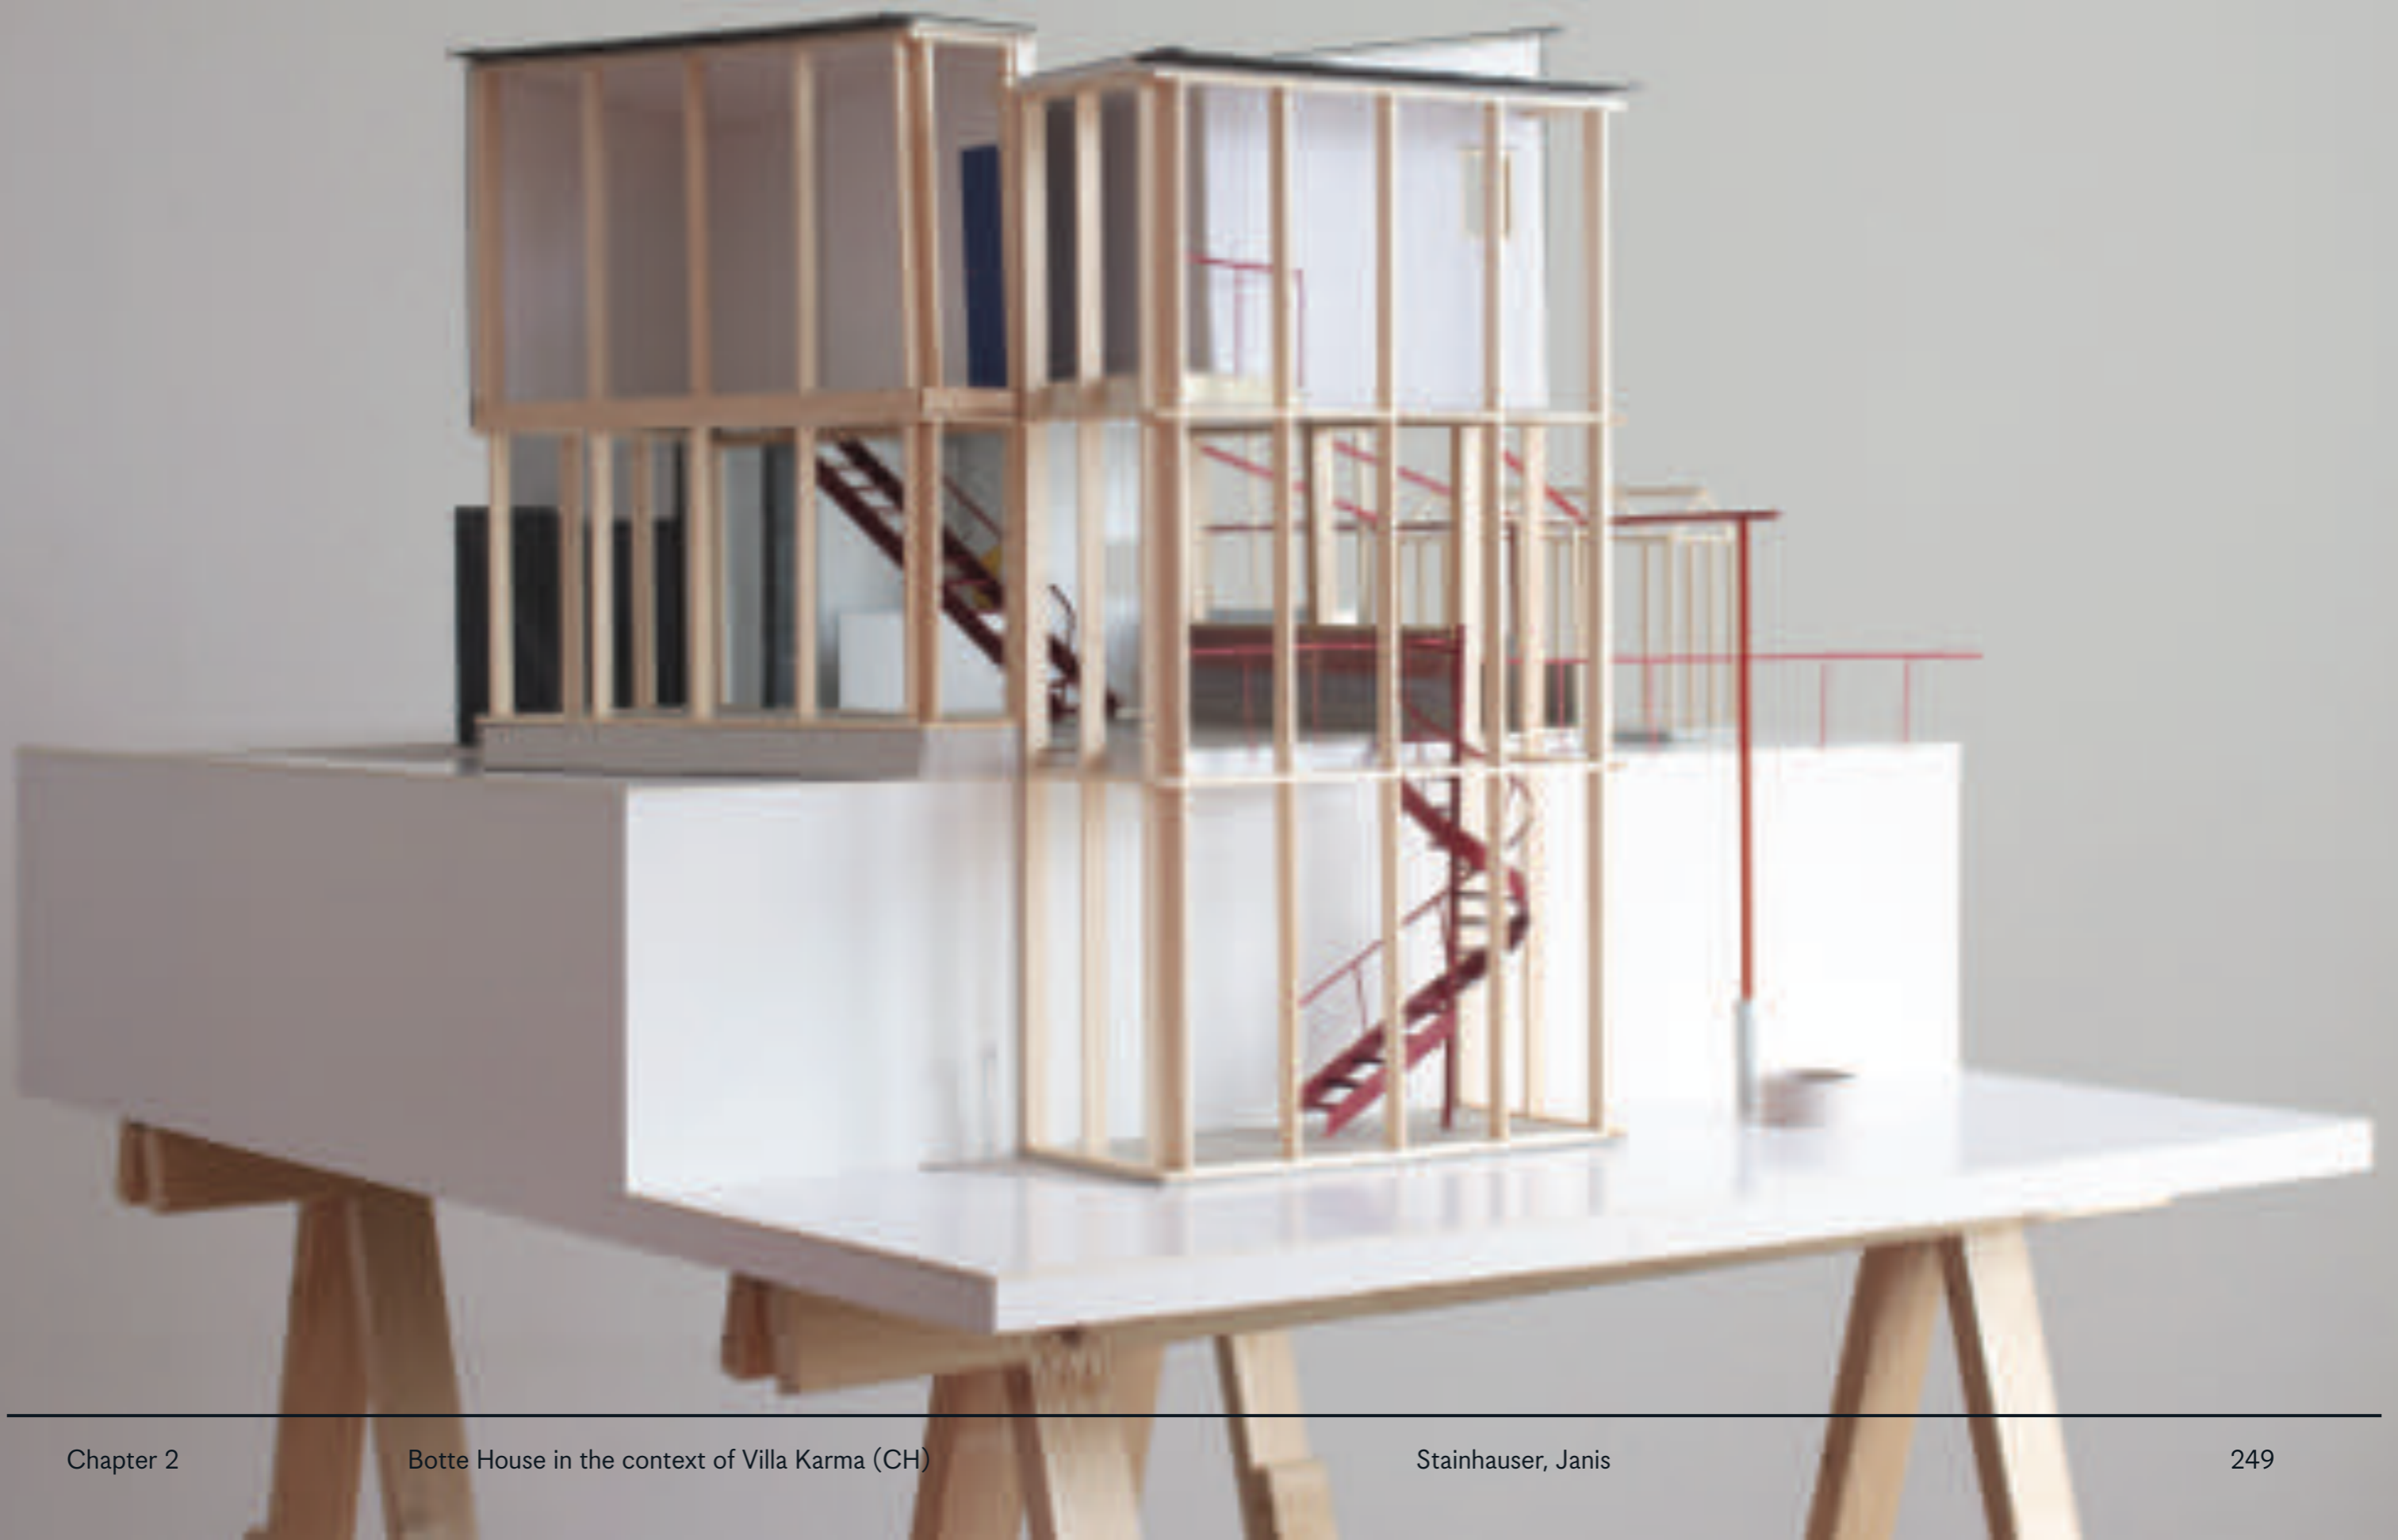 Chapter 2 Botte House in the context of Villa Karma (CH) Stainhauser, Janis 249